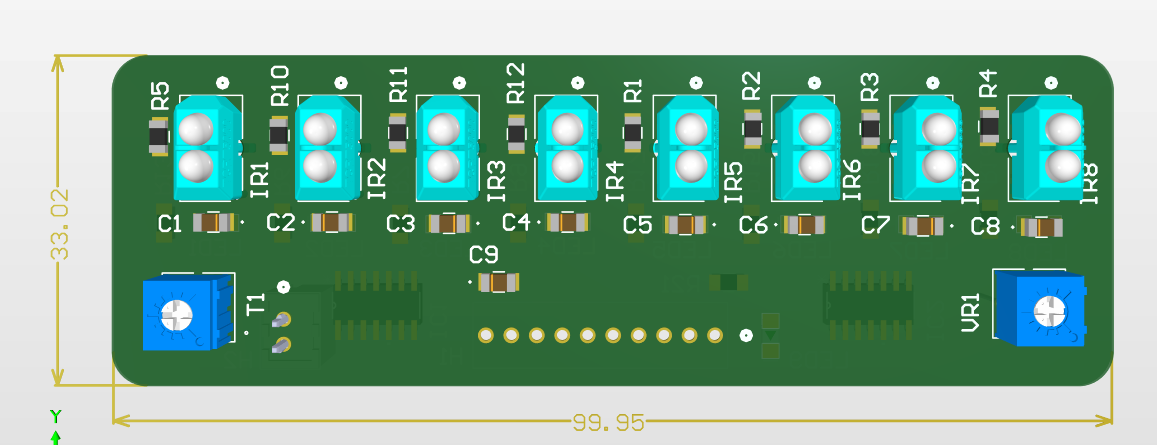 R5
R10
R11
R12
R1
R2
R3
R4
IR1
IR2
IR3
IR4
IR5
IR6
IR7
IR8
C1
C2
C3
C4
C5
C6
C7
C8
33.02
C9
T1
VR1
Y
99.95